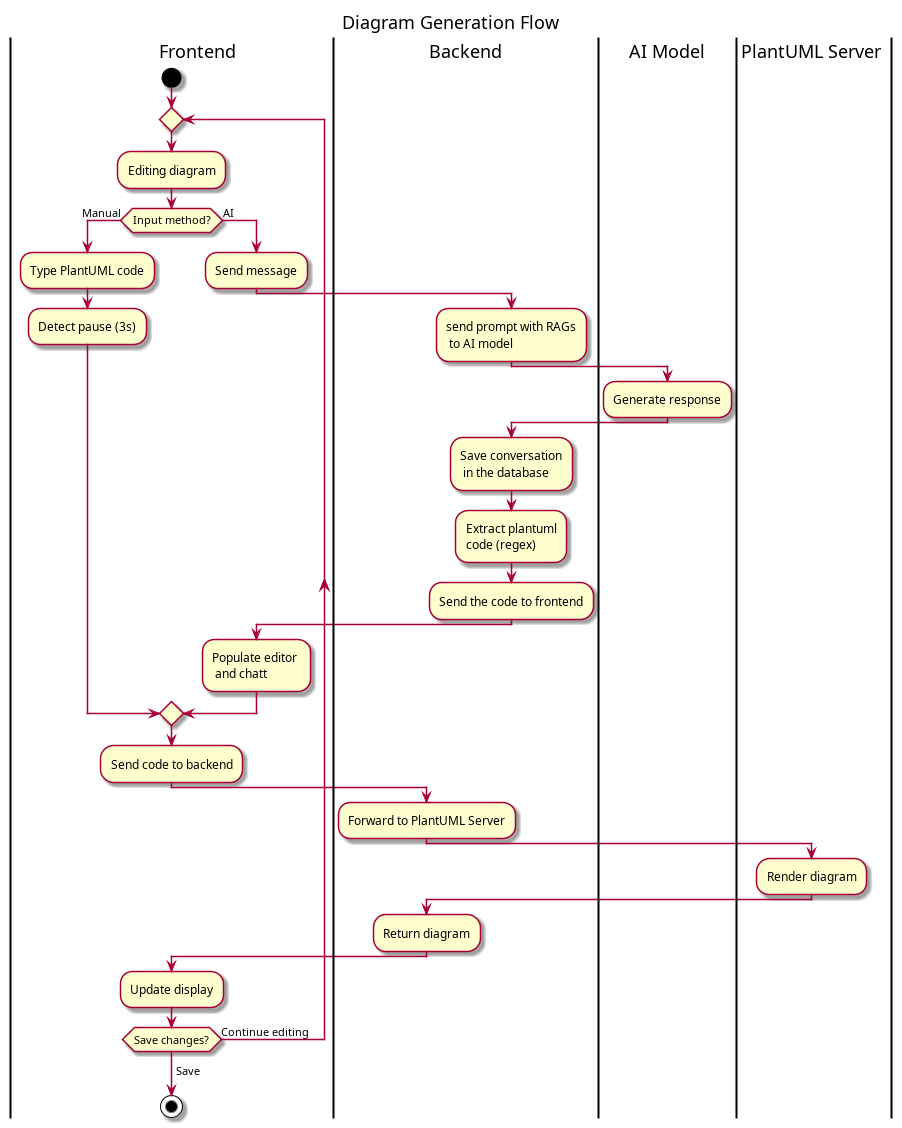 Diagram Generation Flow
Frontend
Backend
AI Model
PlantUML Server
Editing diagram
Input method?
Manual
AI
Type PlantUML code
Send message
Detect pause (3s)
send prompt with RAGs
to AI model
Generate response
Save conversation
in the database
Extract plantuml
code (regex)
Send the code to frontend
Populate editor
and chatt
Send code to backend
Forward to PlantUML Server
Render diagram
Return diagram
Update display
Save changes?
Continue editing
Save